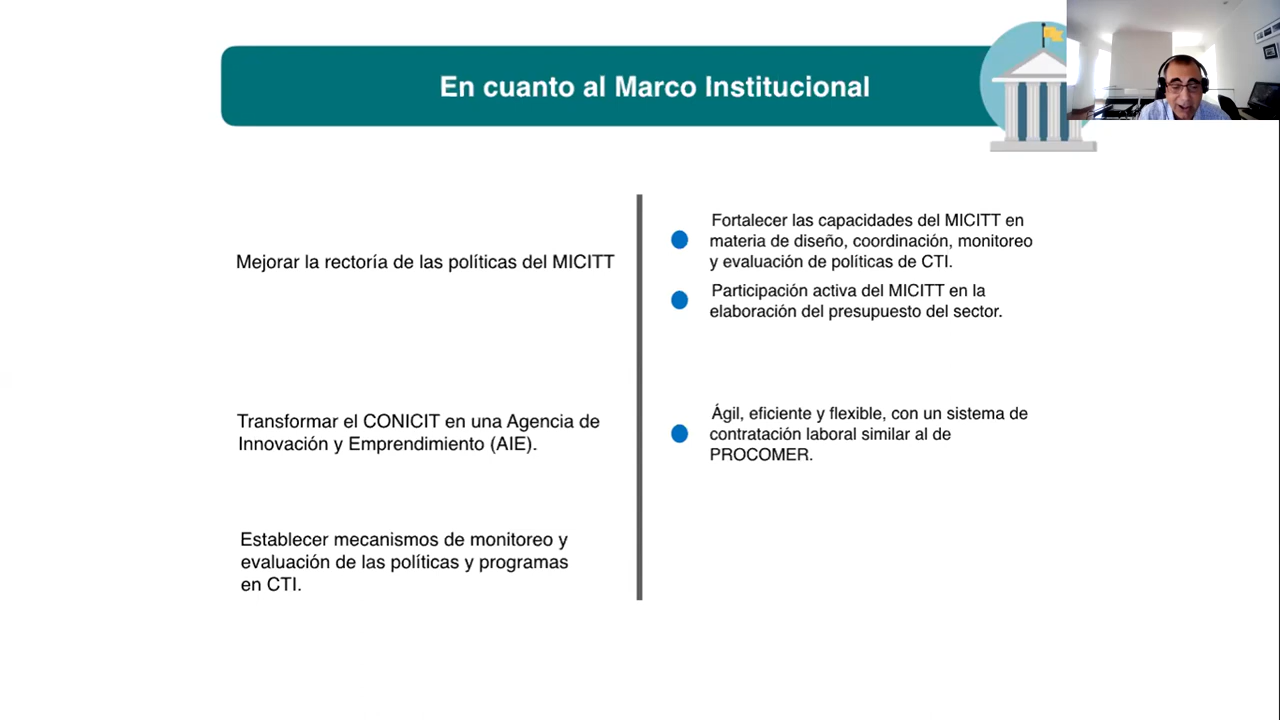 En cuanto al Marco Institucional
Mejorar la rectoría de las políticas del MICITT
Fortalecer las capacidades del MICITT en
materia de diseño, coordinación, monitoreo
y evaluación de políticas de CTI.
Participación activa del MICITT en la
elaboración del presupuesto del sector.
Transformar el CONICIT en una Agencia de
Innovación y Emprendimiento (AIE).
Ágil, eficiente y flexible, con un sistema de
contratación laboral similar al de
PROCOMER.
Establecer mecanismos de monitoreo y
evaluación de las políticas y programas
en CTI.